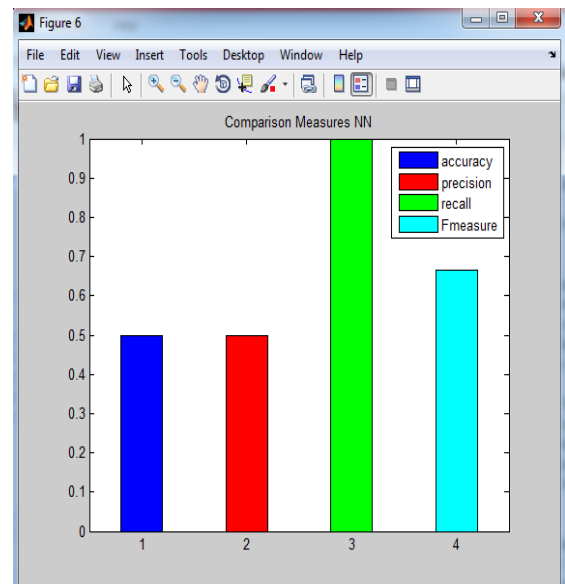 Figure 6
File Edit View Insert Tools Desktop Window Help
Comparison Measures NN
1
0.9
0.8
0.7
0.6
0.5
0.4
0.3
0.2
0.1
0
1 2 3 4
accuracy
precision
recall
Fmeasure